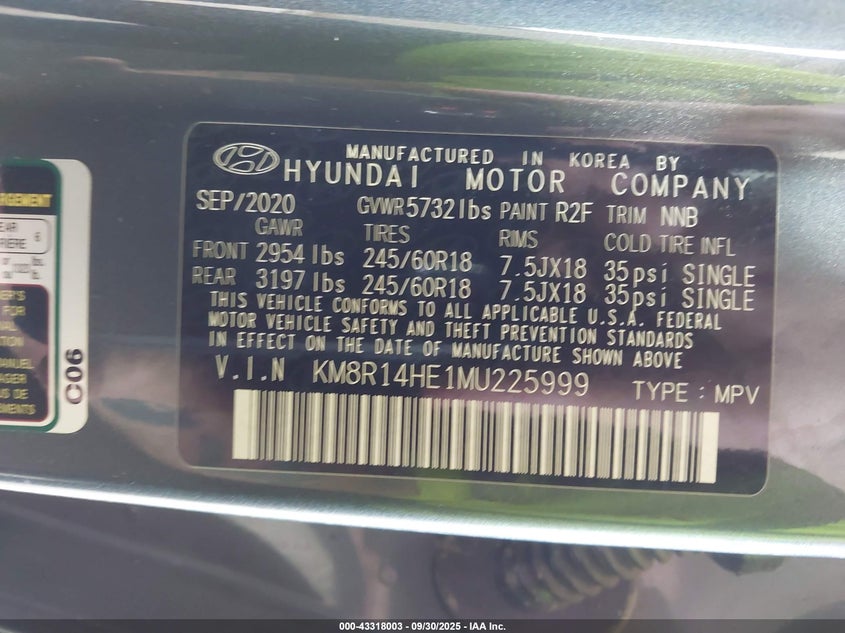 MANUFACTURED IN KOREA BY
HYUNDAI MOTOR COMPANY
SEP/2020 GVWR 5732 lbs PAINT R2F TRIM NNB
GAWR TIRES RIMS COLD TIRE INFL
FRONT 2954 lbs 245/60R18 7.5JX18 35psi SINGLE
REAR 3197 lbs 245/60R18 7.5JX18 35psi SINGLE
THIS VEHICLE CONFORMS TO ALL APPLICABLE U.S.A. FEDERAL
MOTOR VEHICLE SAFETY AND THEFT PREVENTION STANDARDS
IN EFFECT ON THE DATE OF MANUFACTURE SHOWN ABOVE
V.I.N KM8R14HE1MU225999 TYPE : MPV
C06
000-43318003 — 09/30/2025 — IAA Inc.